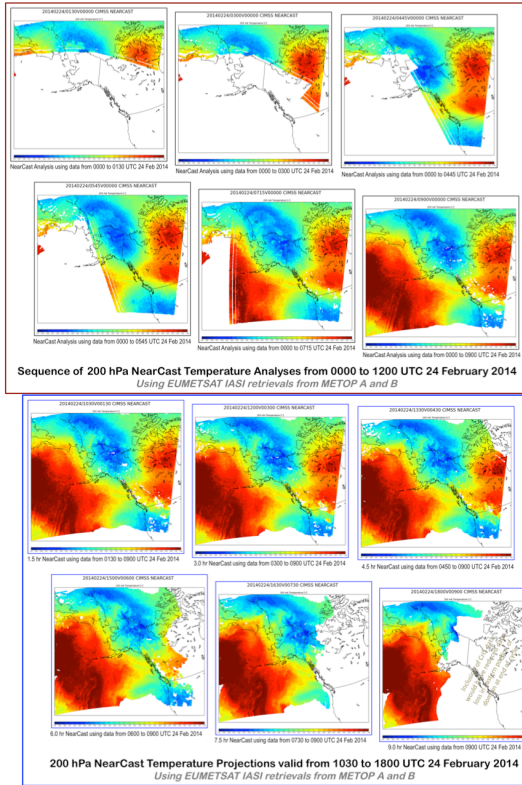 20140224/0130V00000 CIMSS NEARCAST
20140224/0300V00000 CIMSS NEARCAST
20140224/0445V00000 CIMSS NEARCAST
NearCast Analysis using data from 0000 to 0130 UTC 24 Feb 2014
NearCast Analysis using data from 0000 to 0300 UTC 24 Feb 2014
NearCast Analysis using data from 0000 to 0445 UTC 24 Feb 2014
20140224/0545V00000 CIMSS NEARCAST
20140224/0715V00000 CIMSS NEARCAST
20140224/0900V00000 CIMSS NEARCAST
NearCast Analysis using data from 0000 to 0545 UTC 24 Feb 2014
NearCast Analysis using data from 0000 to 0715 UTC 24 Feb 2014
NearCast Analysis using data from 0000 to 0900 UTC 24 Feb 2014
Sequence of 200 hPa NearCast Temperature Analyses from 0000 to 1200 UTC 24 February 2014
Using EUMETSAT IASI retrievals from METOP A and B
20140224/1030V00130 CIMSS NEARCAST
20140224/1200V00300 CIMSS NEARCAST
20140224/1330V00430 CIMSS NEARCAST
1.5 hr NearCast using data from 0130 to 0900 UTC 24 Feb 2014
3.0 hr NearCast using data from 0300 to 0900 UTC 24 Feb 2014
4.5 hr NearCast using data from 0450 to 0900 UTC 24 Feb 2014
20140224/1500V00600 CIMSS NEARCAST
20140224/1630V00730 CIMSS NEARCAST
20140224/1800V00900 CIMSS NEARCAST
6.0 hr NearCast using data from 0600 to 0900 UTC 24 Feb 2014
7.5 hr NearCast using data from 0730 to 0900 UTC 24 Feb 2014
9.0 hr NearCast using data from 0900 UTC 24 Feb 2014
200 hPa NearCast Temperature Projections valid from 1030 to 1800 UTC 24 February 2014
Using EUMETSAT IASI retrievals from METOP A and B